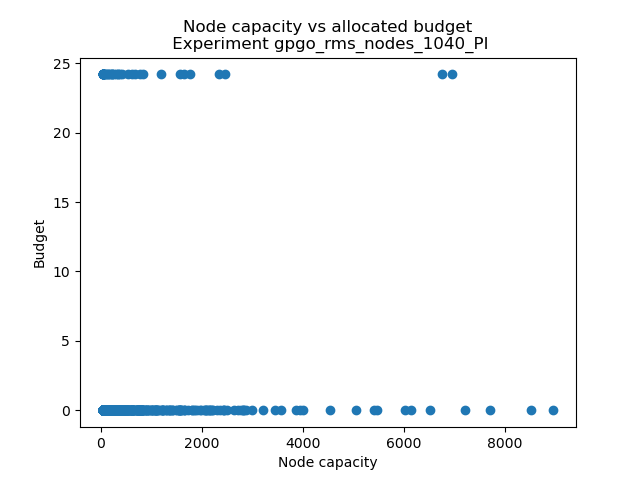 Node capacity vs allocated budget
Experiment gpgo_rms_nodes_1040_PI
25
20
15
10
5
0
Budget
0 2000 4000 6000 8000
Node capacity